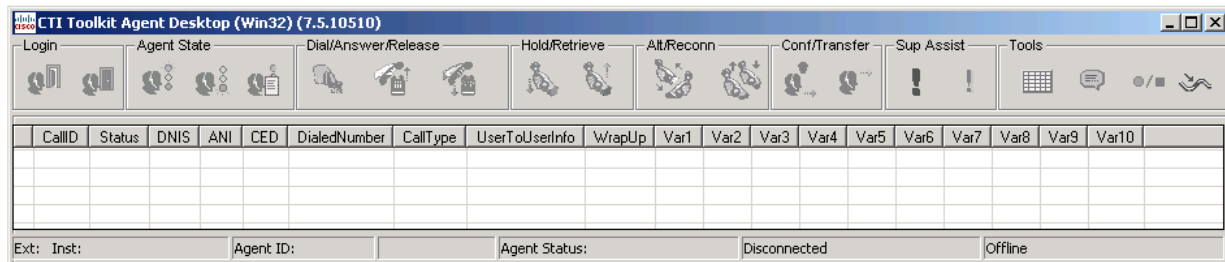 cisco CTI Toolkit Agent Desktop (Win32) (7.5.10510)
Login Agent State Dial/Answer/Release Hold/Retrieve Alt/Reconn Conf/Transfer Sup Assist Tools
CallID Status DNIS ANI CED DialedNumber CallType UserToUserInfo WrapUp Var1 Var2 Var3 Var4 Var5 Var6 Var7 Var8 Var9 Var10
Ext: Inst: Agent ID: Agent Status: Disconnected Offline